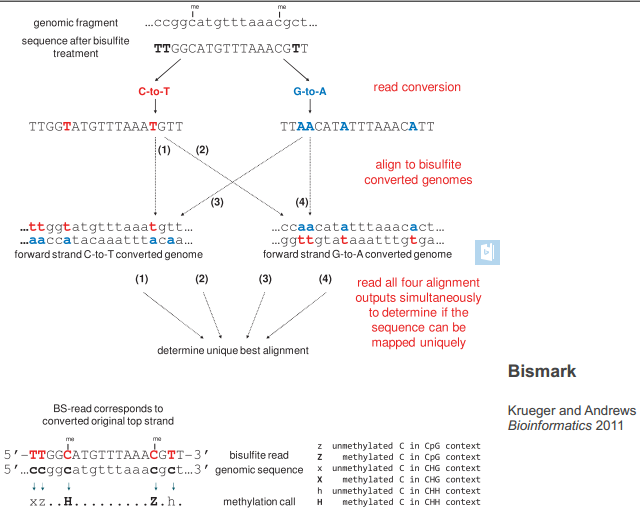 me me
genomic fragment …ccggcatgtttaaacgct…
sequence after bisulfite
treatment
TTGGCATGTTTAAACGTT
C-to-T G-to-A read conversion
TTGGTATGTTTAAATGTT TTAACATATTTAAACATT
(1) (2)
align to bisulfite
converted genomes
(3) (4)
…ttggtatgtttaaatgtt… …ccaacatatttaaacact…
…aaccatacaaatttacaa… …ggttgtataaatttgtga…
forward strand C-to-T converted genome forward strand G-to-A converted genome
(1) (2) (3) (4)
read all four alignment
outputs simultaneously
to determine if the
sequence can be
mapped uniquely
determine unique best alignment
Bismark
Krueger and Andrews
Bioinformatics 2011
BS-read corresponds to
converted original top strand
me me
5'-TTGGCATGTTTAAACGTT-3' bisulfite read
5'…ccggcatgtttaaacgct…3' genomic sequence
xz..H.........Z.h. methylation call
z unmethylated C in CpG context
Z methylated C in CpG context
x unmethylated C in CHG context
X methylated C in CHG context
h unmethylated C in CHH context
H methylated C in CHH context